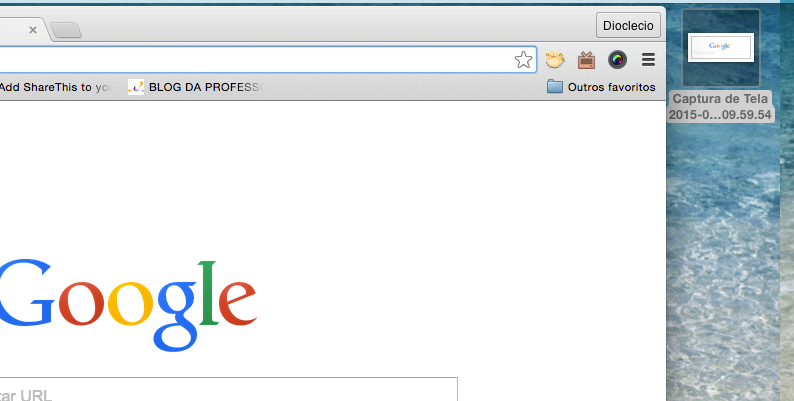 Dioclecio
Add ShareThis to yo
BLOG DA PROFESS
Outros favoritos
Captura de Tela
2015-0...09.59.54
Google
Google
tar URL